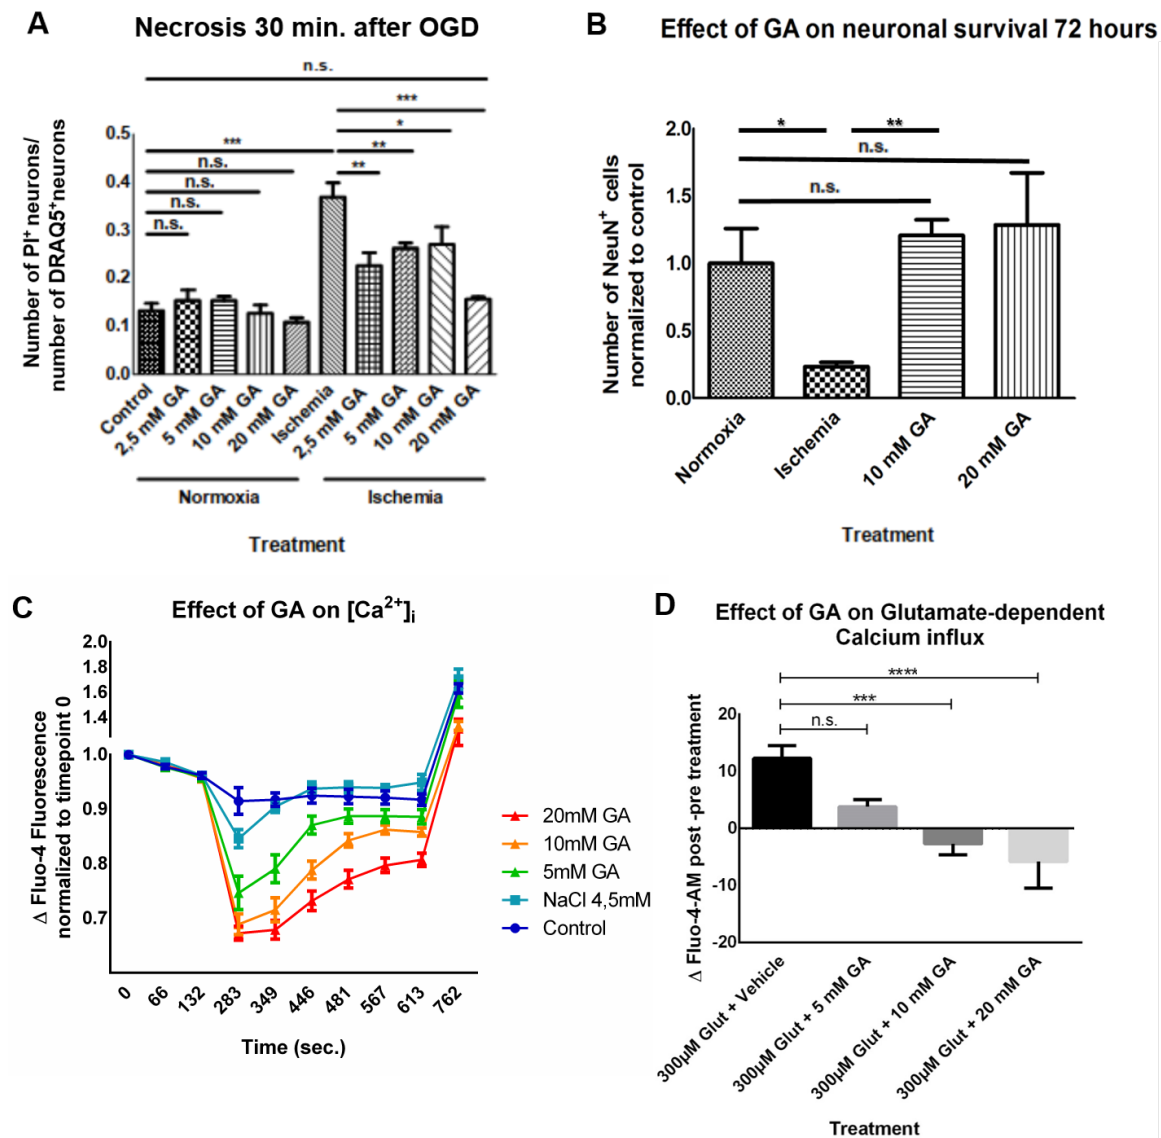 A
Necrosis 30 min. after OGD
n.s.
***
*
**
**
***
n.s.
n.s.
n.s.
n.s.
Number of PI⁺ neurons/
number of DRAQ5⁺neurons
0.5
0.4
0.3
0.2
0.1
0.0
Control
2,5 mM GA
5 mM GA
10 mM GA
20 mM GA
Ischemia
2,5 mM GA
5 mM GA
10 mM GA
20 mM GA
Normoxia
Ischemia
Treatment
B
Effect of GA on neuronal survival 72 hours
*
**
n.s.
n.s.
Number of NeuN⁺ cells
normalized to control
2.0
1.5
1.0
0.5
0.0
Normoxia
Ischemia
10 mM GA
20 mM GA
Treatment
C
Effect of GA on [Ca²⁺]ᵢ
Δ Fluo-4 Fluorescence
normalized to timepoint 0
2.0
1.8
1.6
1.4
1.0
0.9
0.8
0.7
0
66
132
283
349
446
481
567
613
762
Time (sec.)
20mM GA
10mM GA
5mM GA
NaCl 4,5mM
Control
D
Effect of GA on Glutamate-dependent
Calcium influx
****
***
n.s.
Δ Fluo-4-AM post -pre treatment
20
10
0
-10
-20
300µM Glut + Vehicle
300µM Glut + 5 mM GA
300µM Glut + 10 mM GA
300µM Glut + 20 mM GA
Treatment